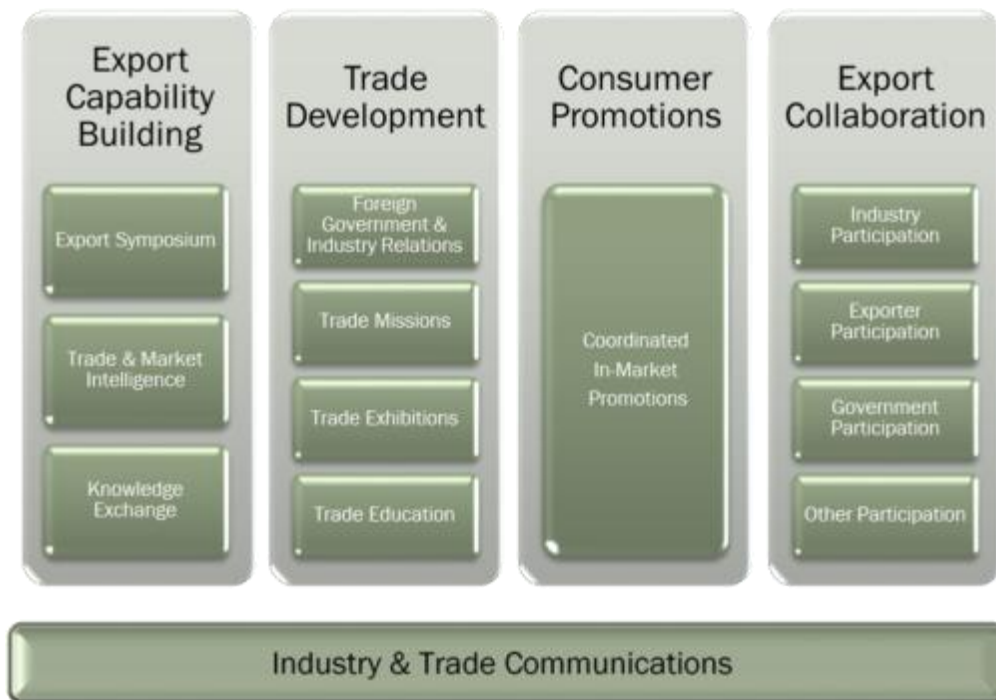 Export
Capability
Building
Export Symposium
Trade & Market
Intelligence
Knowledge
Exchange
Trade
Development
Foreign
Government &
Industry Relations
Trade Missions
Trade Exhibitions
Trade Education
Consumer
Promotions
Coordinated
In-Market
Promotions
Export
Collaboration
Industry
Participation
Exporter
Participation
Government
Participation
Other Participation
Industry & Trade Communications